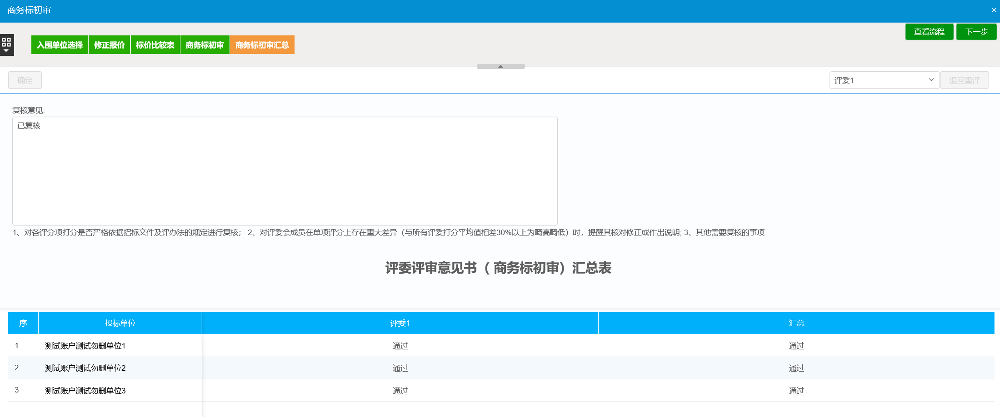 商务标初审
查看流程 下一步
入围单位选择 修正报价 标价比较表 商务标初审 商务标初审汇总
确定 评委1 退回重评
复核意见:
已复核
1、对各评分项打分是否严格依据招标文件及评办法的规定进行复核； 2、对评委会成员在单项评分上存在重大差异（与所有评委打分平均值相差30%以上为畸高畸低）时，提醒其核对修正或作出说明; 3、其他需要复核的事项
评委评审意见书（ 商务标初审）汇总表
序 投标单位 评委1 汇总
1 测试账户测试勿删单位1 通过 通过
2 测试账户测试勿删单位2 通过 通过
3 测试账户测试勿删单位3 通过 通过